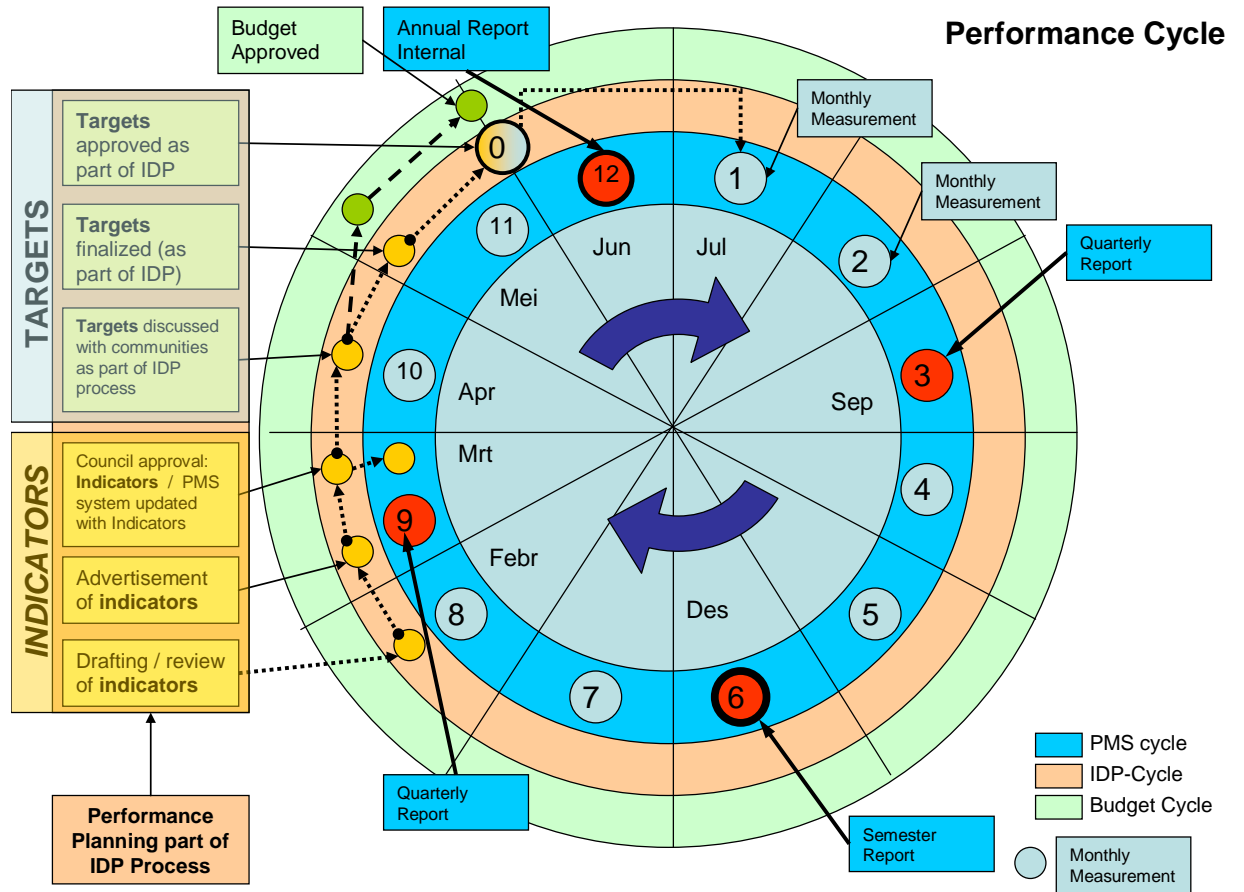 Performance Cycle
Budget
Approved
Annual Report
Internal
Monthly
Measurement
Monthly
Measurement
Quarterly
Report
TARGETS
Targets
approved as
part of IDP
Targets
finalized (as
part of IDP)
Targets discussed
with communities
as part of IDP
process
INDICATORS
Council approval:
Indicators / PMS
system updated
with Indicators
Advertisement
of indicators
Drafting / review
of indicators
Performance
Planning part of
IDP Process
0
12
1
11
2
10
3
9
4
8
5
7
6
Jun
Jul
Mei
Apr
Sep
Mrt
Febr
Des
Quarterly
Report
Semester
Report
PMS cycle
IDP-Cycle
Budget Cycle
Monthly
Measurement